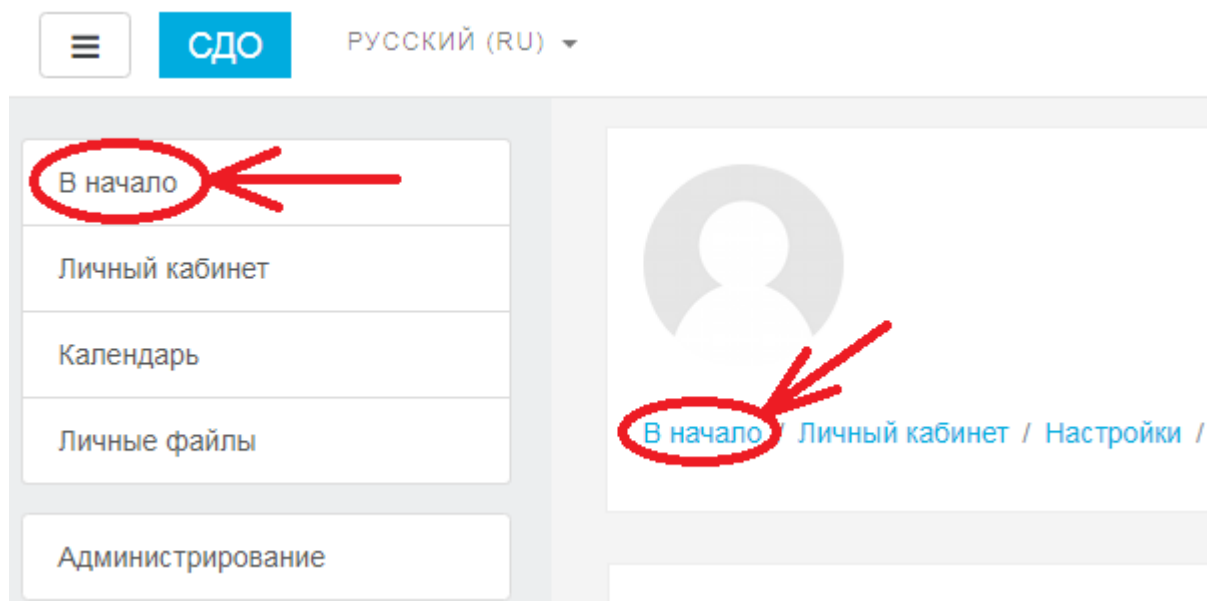 СДО РУССКИЙ (RU)
В начало
Личный кабинет
Календарь
Личные файлы
Администрирование
В начало / Личный кабинет / Настройки /